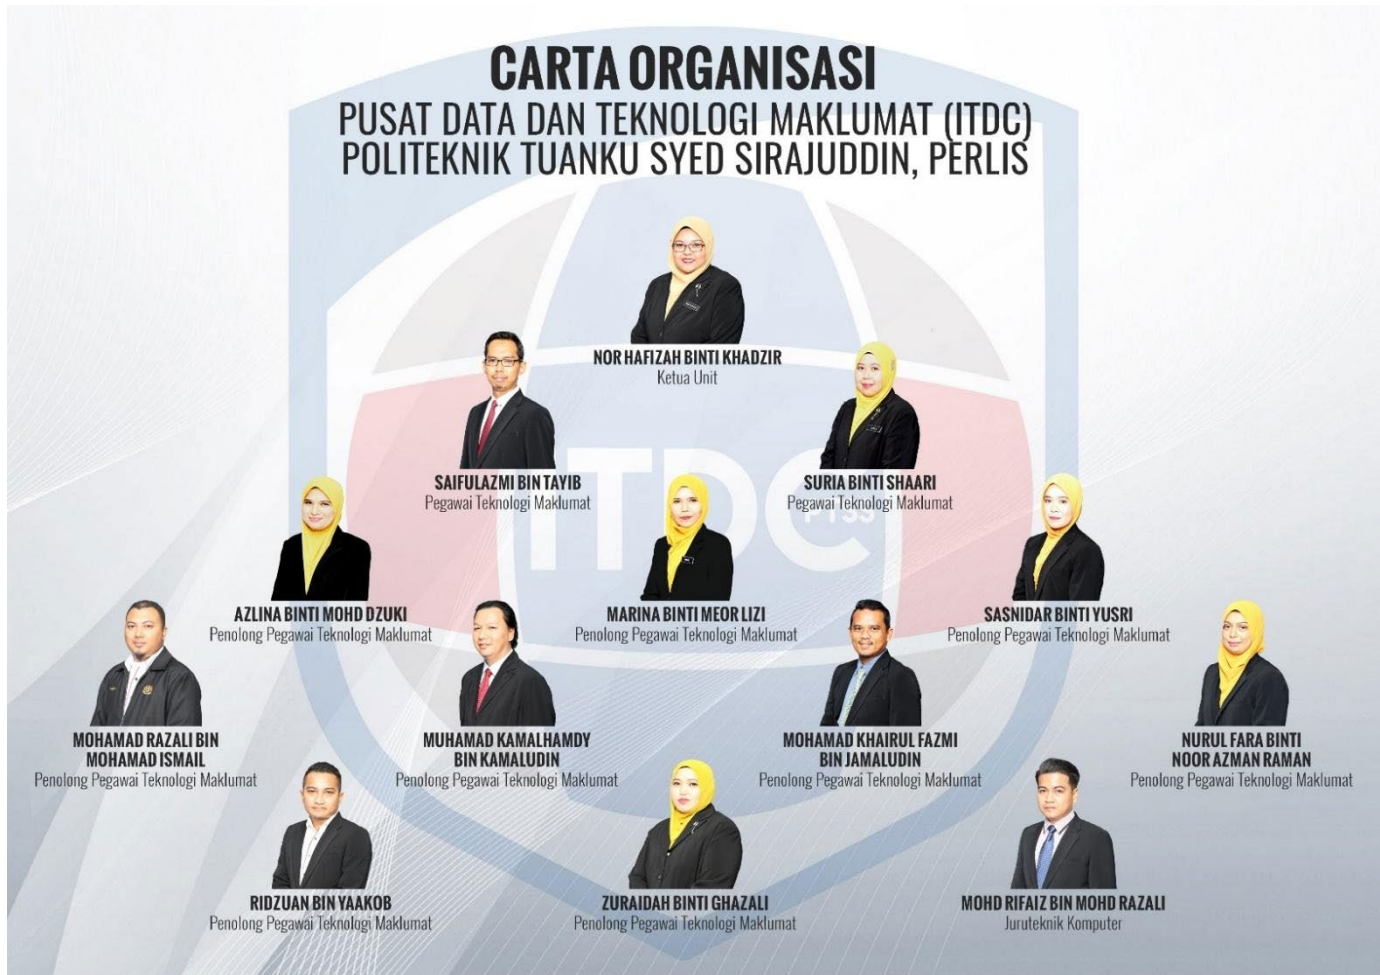 CARTA ORGANISASI
PUSAT DATA DAN TEKNOLOGI MAKLUMAT (ITDC)
POLITEKNIK TUANKU SYED SIRAJUDDIN, PERLIS
NOR HAFIZAH BINTI KHADZIR
Ketua Unit
SAIFULAZMI BIN TAYIB
Pegawai Teknologi Maklumat
SURIA BINTI SHAARI
Pegawai Teknologi Maklumat
ITDC
PTSS
AZLINA BINTI MOHD DZUKI
Penolong Pegawai Teknologi Maklumat
MARINA BINTI MEOR LIZI
Penolong Pegawai Teknologi Maklumat
SASNIDAR BINTI YUSRI
Penolong Pegawai Teknologi Maklumat
MOHAMAD RAZALI BIN
MOHAMAD ISMAIL
Penolong Pegawai Teknologi Maklumat
MUHAMAD KAMALHAMDY
BIN KAMALUDIN
Penolong Pegawai Teknologi Maklumat
MOHAMAD KHAIRUL FAZMI
BIN JAMALUDIN
Penolong Pegawai Teknologi Maklumat
NURUL FARA BINTI
NOOR AZMAN RAMAN
Penolong Pegawai Teknologi Maklumat
RIDZUAN BIN YAAKOB
Penolong Pegawai Teknologi Maklumat
ZURAIDAH BINTI GHAZALI
Penolong Pegawai Teknologi Maklumat
MOHD RIFAIZ BIN MOHD RAZALI
Juruteknik Komputer